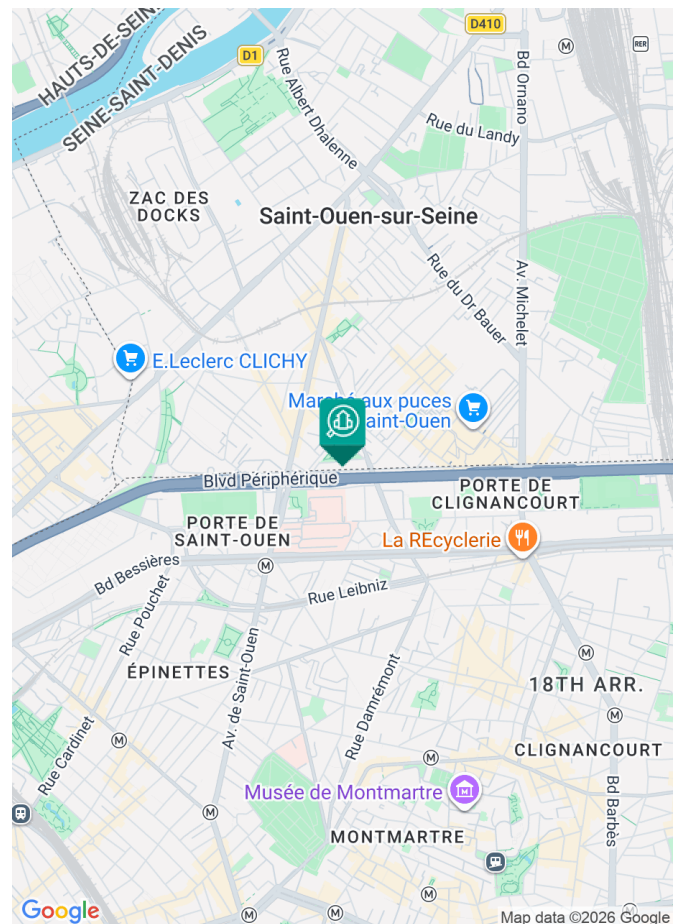 HAUTS-DE-SEINE
SEINE-SAINT-DENIS
D1
D410
M
RER
Bd Ornano
Rue Albert Dhalenne
Rue du Landy
ZAC DES
DOCKS
Saint-Ouen-sur-Seine
Rue du Dr Bauer
Av. Michelet
E.Leclerc CLICHY
Marché aux puces
Saint-Ouen
Blvd Périphérique
PORTE DE
CLIGNANCOURT
PORTE DE
SAINT-OUEN
La REcyclerie
M
Bd Bessières
Rue Leibniz
Rue Pouchet
ÉPINETTES
Av. de Saint-Ouen
Rue Damrémont
M
18TH ARR.
M
CLIGNANCOURT
Rue Cardinet
M
M
Musée de Montmartre
M
Bd Barbès
MONTMARTRE
M
M
M
Google
Map data ©2026 Google